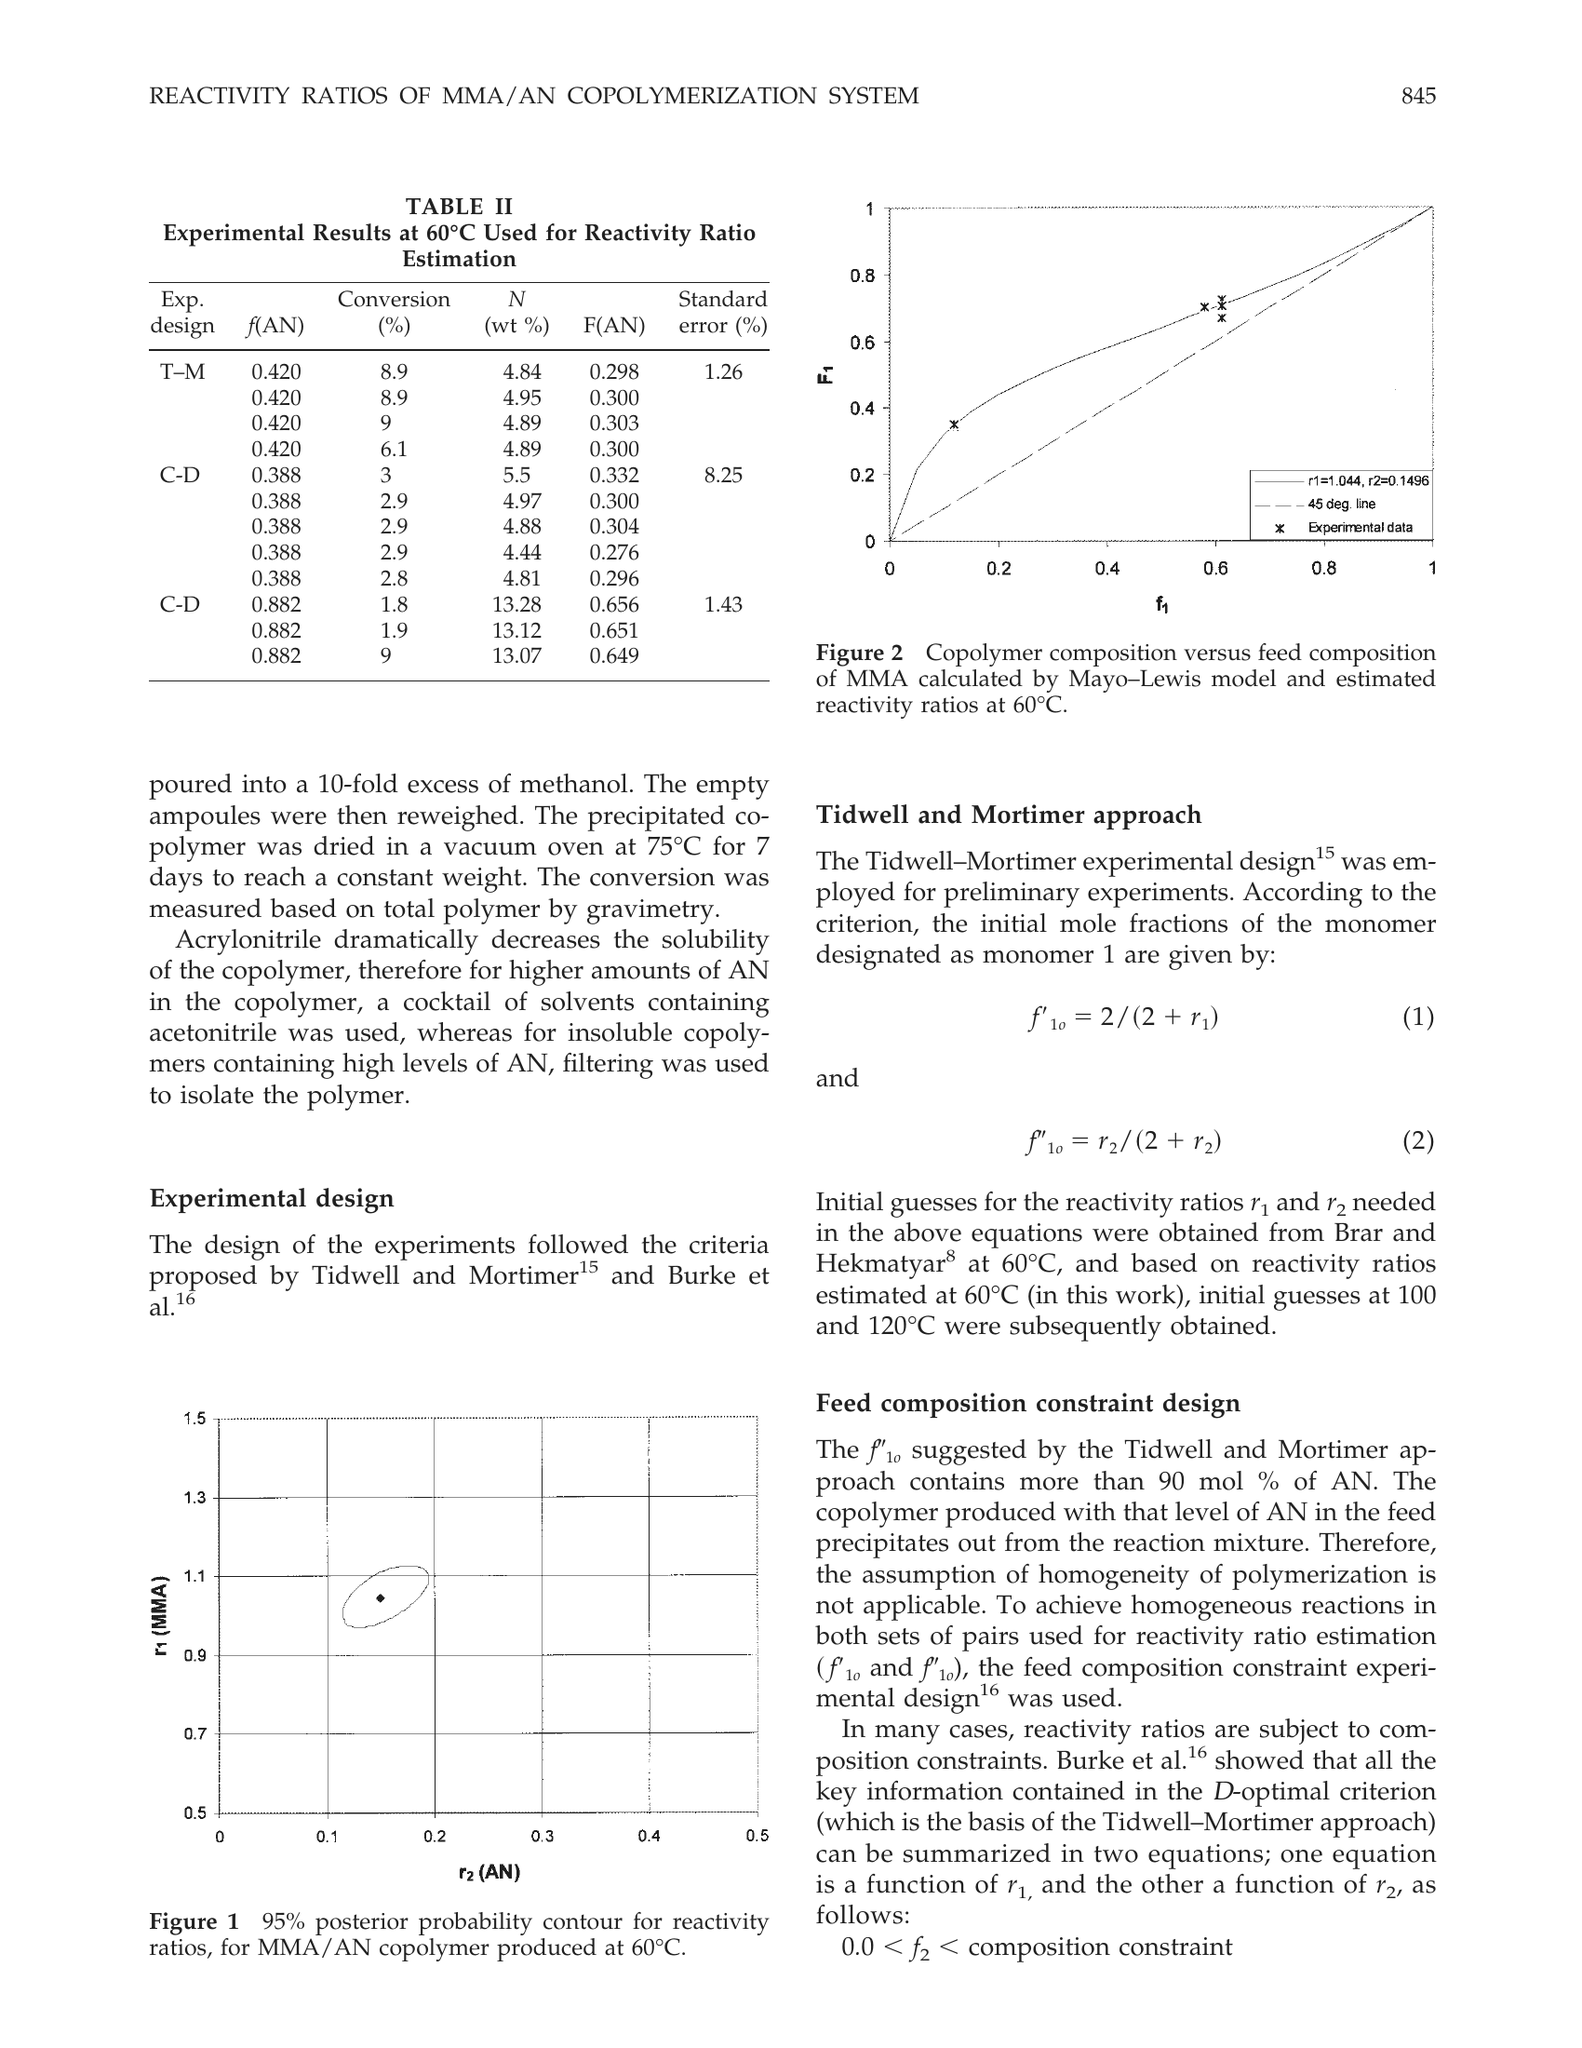 REACTIVITY RATIOS OF MMA/AN COPOLYMERIZATION SYSTEM 845
TABLE II
Experimental Results at 60°C Used for Reactivity Ratio
Estimation
Exp. Conversion N Standard
design f(AN) (%) (wt %) F(AN) error (%)
T–M 0.420 8.9 4.84 0.298 1.26
0.420 8.9 4.95 0.300
0.420 9 4.89 0.303
0.420 6.1 4.89 0.300
C-D 0.388 3 5.5 0.332 8.25
0.388 2.9 4.97 0.300
0.388 2.9 4.88 0.304
0.388 2.9 4.44 0.276
0.388 2.8 4.81 0.296
C-D 0.882 1.8 13.28 0.656 1.43
0.882 1.9 13.12 0.651
0.882 9 13.07 0.649
poured into a 10-fold excess of methanol. The empty
ampoules were then reweighed. The precipitated co-
polymer was dried in a vacuum oven at 75°C for 7
days to reach a constant weight. The conversion was
measured based on total polymer by gravimetry.
Acrylonitrile dramatically decreases the solubility
of the copolymer, therefore for higher amounts of AN
in the copolymer, a cocktail of solvents containing
acetonitrile was used, whereas for insoluble copoly-
mers containing high levels of AN, filtering was used
to isolate the polymer.
Experimental design
The design of the experiments followed the criteria
proposed by Tidwell and Mortimer15 and Burke et
al.16
1.5
1.3
1.1
0.9
0.7
0.5
r1 (MMA)
0 0.1 0.2 0.3 0.4 0.5
r2 (AN)
Figure 1 95% posterior probability contour for reactivity
ratios, for MMA/AN copolymer produced at 60°C.
1
0.8
0.6
0.4
0.2
0
F1
r1=1.044, r2=0.1496
45 deg. line
Experimental data
0 0.2 0.4 0.6 0.8 1
f1
Figure 2 Copolymer composition versus feed composition
of MMA calculated by Mayo–Lewis model and estimated
reactivity ratios at 60°C.
Tidwell and Mortimer approach
The Tidwell–Mortimer experimental design15 was em-
ployed for preliminary experiments. According to the
criterion, the initial mole fractions of the monomer
designated as monomer 1 are given by:
f′1o = 2/(2 + r1) (1)
and
f″1o = r2/(2 + r2) (2)
Initial guesses for the reactivity ratios r1 and r2 needed
in the above equations were obtained from Brar and
Hekmatyar8 at 60°C, and based on reactivity ratios
estimated at 60°C (in this work), initial guesses at 100
and 120°C were subsequently obtained.
Feed composition constraint design
The f″1o suggested by the Tidwell and Mortimer ap-
proach contains more than 90 mol % of AN. The
copolymer produced with that level of AN in the feed
precipitates out from the reaction mixture. Therefore,
the assumption of homogeneity of polymerization is
not applicable. To achieve homogeneous reactions in
both sets of pairs used for reactivity ratio estimation
(f′1o and f″1o), the feed composition constraint experi-
mental design16 was used.
In many cases, reactivity ratios are subject to com-
position constraints. Burke et al.16 showed that all the
key information contained in the D-optimal criterion
(which is the basis of the Tidwell–Mortimer approach)
can be summarized in two equations; one equation
is a function of r1, and the other a function of r2, as
follows:
0.0 < f2 < composition constraint